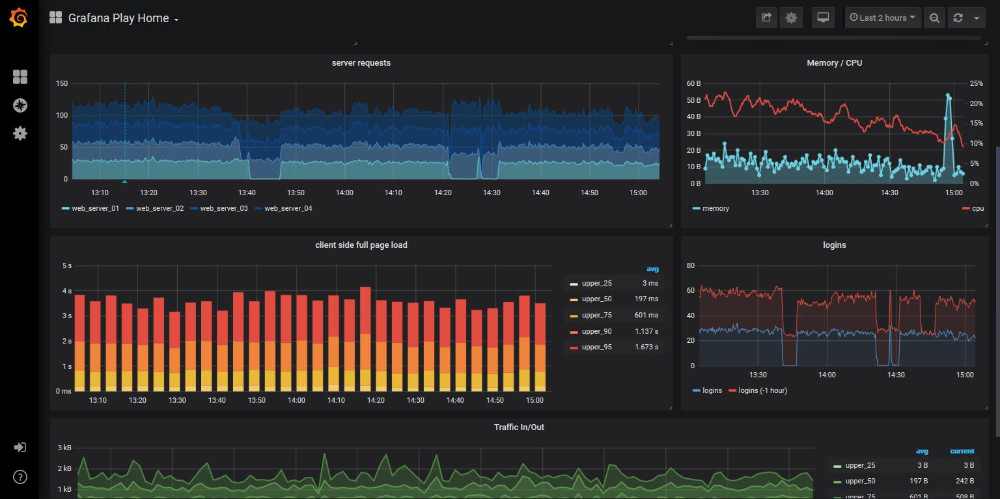 Grafana Play Home
Last 2 hours
server requests
150
100
50
0
13:10 13:20 13:30 13:40 13:50 14:00 14:10 14:20 14:30 14:40 14:50 15:00
web_server_01 web_server_02 web_server_03 web_server_04
Memory / CPU
60 B 25%
50 B 20%
40 B 15%
30 B 10%
20 B 5%
10 B 0%
0 B
13:30 14:00 14:30 15:00
memory cpu
client side full page load
5 s
4 s
3 s
2 s
1 s
0 ms
13:10 13:20 13:30 13:40 13:50 14:00 14:10 14:20 14:30 14:40 14:50 15:00
avg
upper_25 3 ms
upper_50 197 ms
upper_75 601 ms
upper_90 1.137 s
upper_95 1.673 s
logins
80
60
40
20
0
13:30 14:00 14:30 15:00
logins logins (-1 hour)
Traffic In/Out
3 kB
2 kB
1 kB
avg current
upper_25 3 B 3 B
upper_50 197 B 242 B
upper_75 601 B 508 B
?